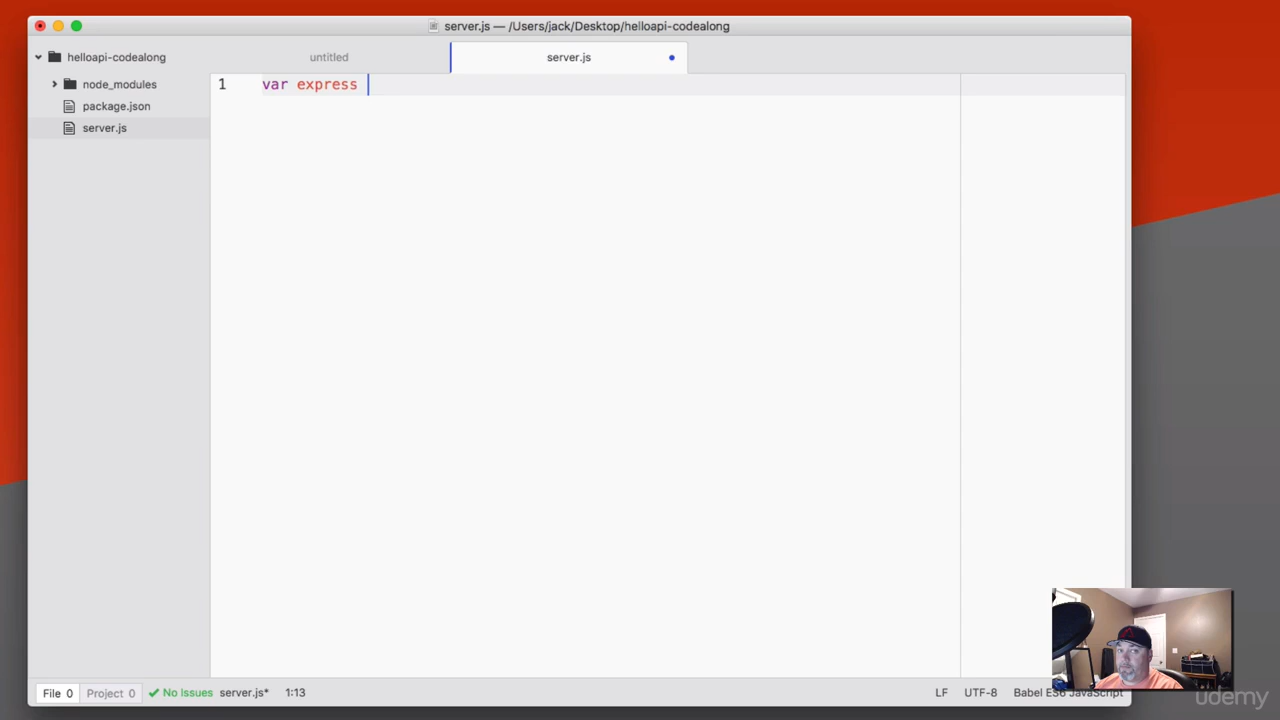 server.js — /Users/jack/Desktop/helloapi-codealong
helloapi-codealong
untitled
server.js
node_modules
package.json
server.js
1 var express
File 0
Project 0
No Issues
server.js*
1:13
LF
UTF-8
Babel ES6 JavaScript
udemy